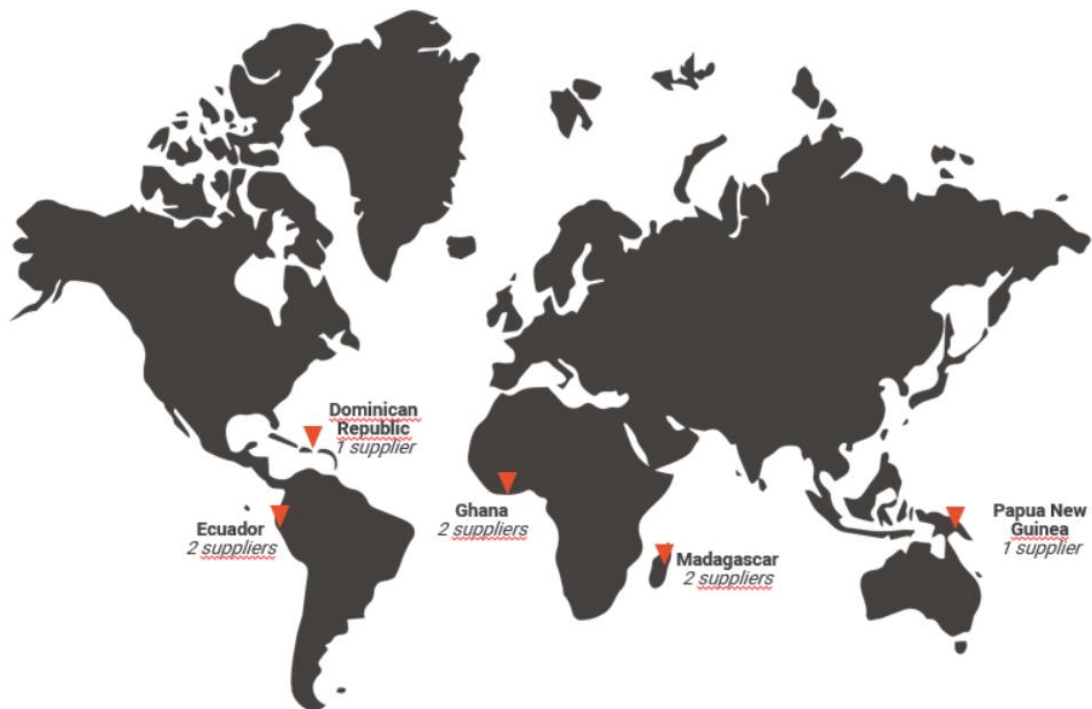 Dominican
Republic
1 supplier
Ecuador
2 suppliers
Ghana
2 suppliers
Madagascar
2 suppliers
Papua New
Guinea
1 supplier